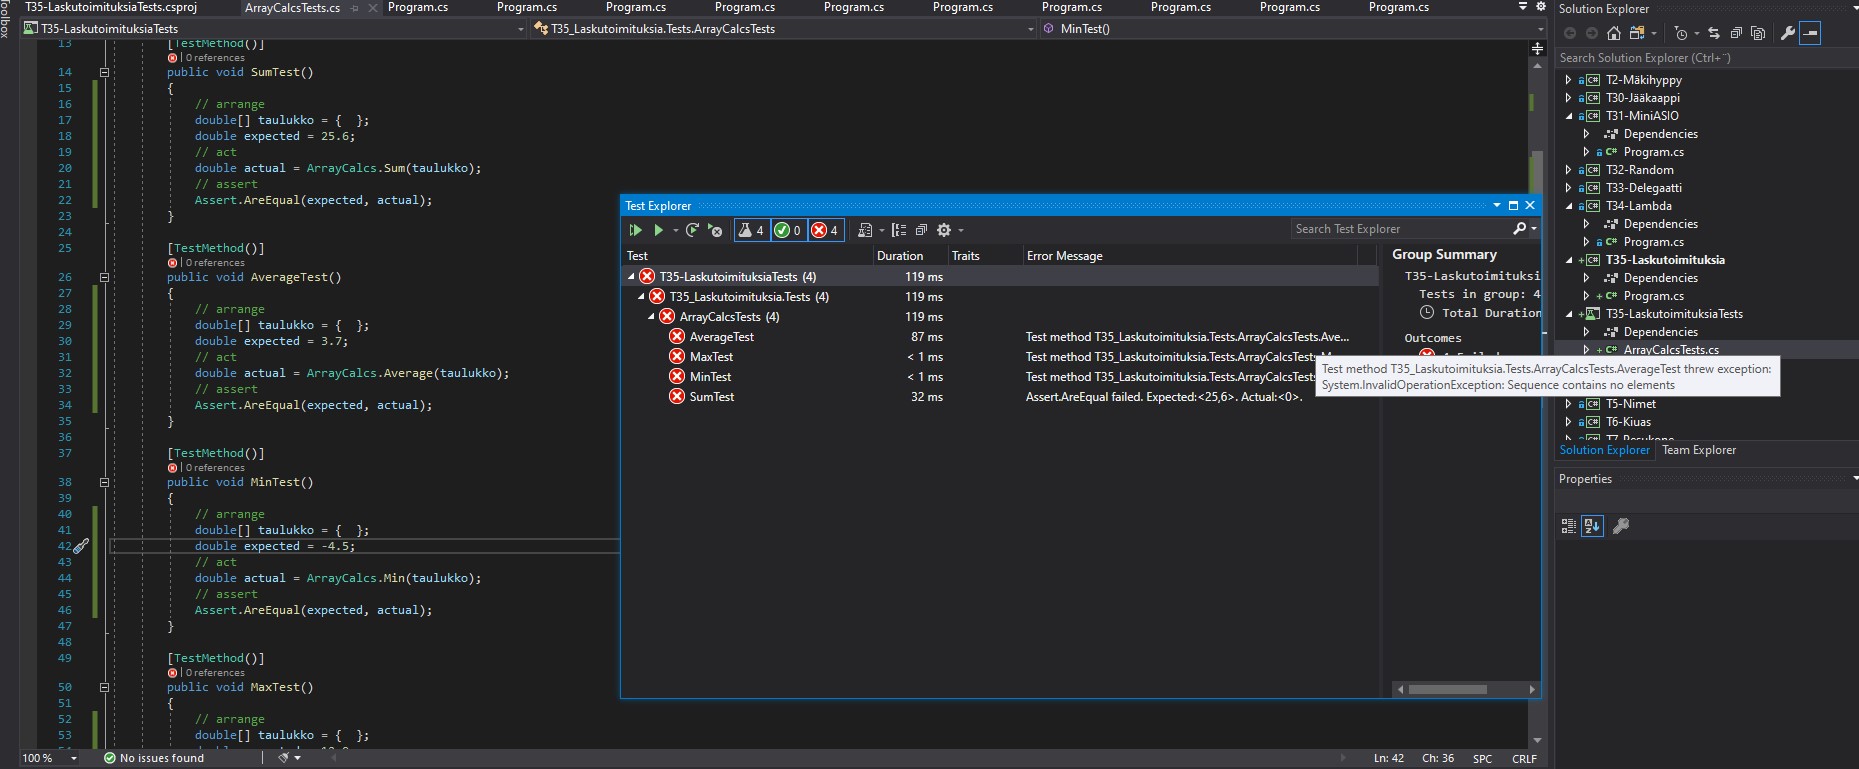 Toolbox
T35-Laskutoimituksia.csproj
ArrayCalcsTests.cs
Program.cs
Program.cs
Program.cs
Program.cs
Program.cs
Program.cs
Program.cs
Program.cs
Program.cs
Program.cs
T35-LaskutoimituksiaTests
T35_Laskutoimituksia.Tests.ArrayCalcsTests
MinTest()
13 [TestMethod()]
0 references
14 public void SumTest()
15 {
16 // arrange
17 double[] taulukko = { };
18 double expected = 25.6;
19 // act
20 double actual = ArrayCalcs.Sum(taulukko);
21 // assert
22 Assert.AreEqual(expected, actual);
23 }
24
25 [TestMethod()]
0 references
26 public void AverageTest()
27 {
28 // arrange
29 double[] taulukko = { };
30 double expected = 3.7;
31 // act
32 double actual = ArrayCalcs.Average(taulukko);
33 // assert
34 Assert.AreEqual(expected, actual);
35 }
36
37 [TestMethod()]
0 references
38 public void MinTest()
39 {
40 // arrange
41 double[] taulukko = { };
42 double expected = -4.5;
43 // act
44 double actual = ArrayCalcs.Min(taulukko);
45 // assert
46 Assert.AreEqual(expected, actual);
47 }
48
49 [TestMethod()]
0 references
50 public void MaxTest()
51 {
52 // arrange
53 double[] taulukko = { };
100 %
No issues found
Ln: 42 Ch: 36 SPC CRLF
Test Explorer
4 0 4
Search Test Explorer
Test Duration Traits Error Message
T35-LaskutoimituksiaTests (4) 119 ms
T35_Laskutoimituksia.Tests (4) 119 ms
ArrayCalcsTests (4) 119 ms
AverageTest 87 ms Test method T35_Laskutoimituksia.Tests.ArrayCalcsTests.Ave...
MaxTest < 1 ms Test method T35_Laskutoimituksia.Tests.ArrayCalcsTests
MinTest < 1 ms Test method T35_Laskutoimituksia.Tests.ArrayCalcsTests
SumTest 32 ms Assert.AreEqual failed. Expected:<25,6>. Actual:<0>.
Group Summary
T35-Laskutoimituksi
Tests in group: 4
Total Duration
Outcomes
Test method T35_Laskutoimituksia.Tests.ArrayCalcsTests.AverageTest threw exception:
System.InvalidOperationException: Sequence contains no elements
Solution Explorer
Search Solution Explorer (Ctrl+¨)
T2-Mäkihyppy
T30-Jääkaappi
T31-MiniASIO
Dependencies
Program.cs
T32-Random
T33-Delegaatti
T34-Lambda
Dependencies
Program.cs
T35-Laskutoimituksia
Dependencies
Program.cs
T35-LaskutoimituksiaTests
Dependencies
ArrayCalcsTests.cs
T5-Nimet
T6-Kiuas
Solution Explorer Team Explorer
Properties